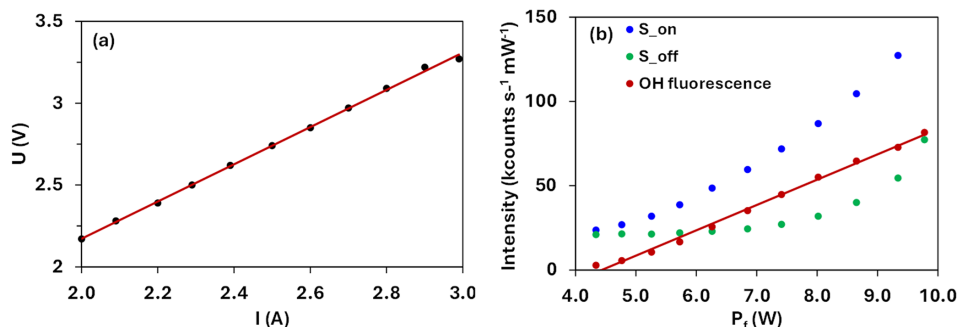 (a)
3.5
3
2.5
2
U (V)
2.0 2.2 2.4 2.6 2.8 3.0
I (A)
(b)
S_on
S_off
OH fluorescence
150
100
50
0
Intensity (kcounts s⁻¹ mW⁻¹)
4.0 5.0 6.0 7.0 8.0 9.0 10.0
P_f (W)